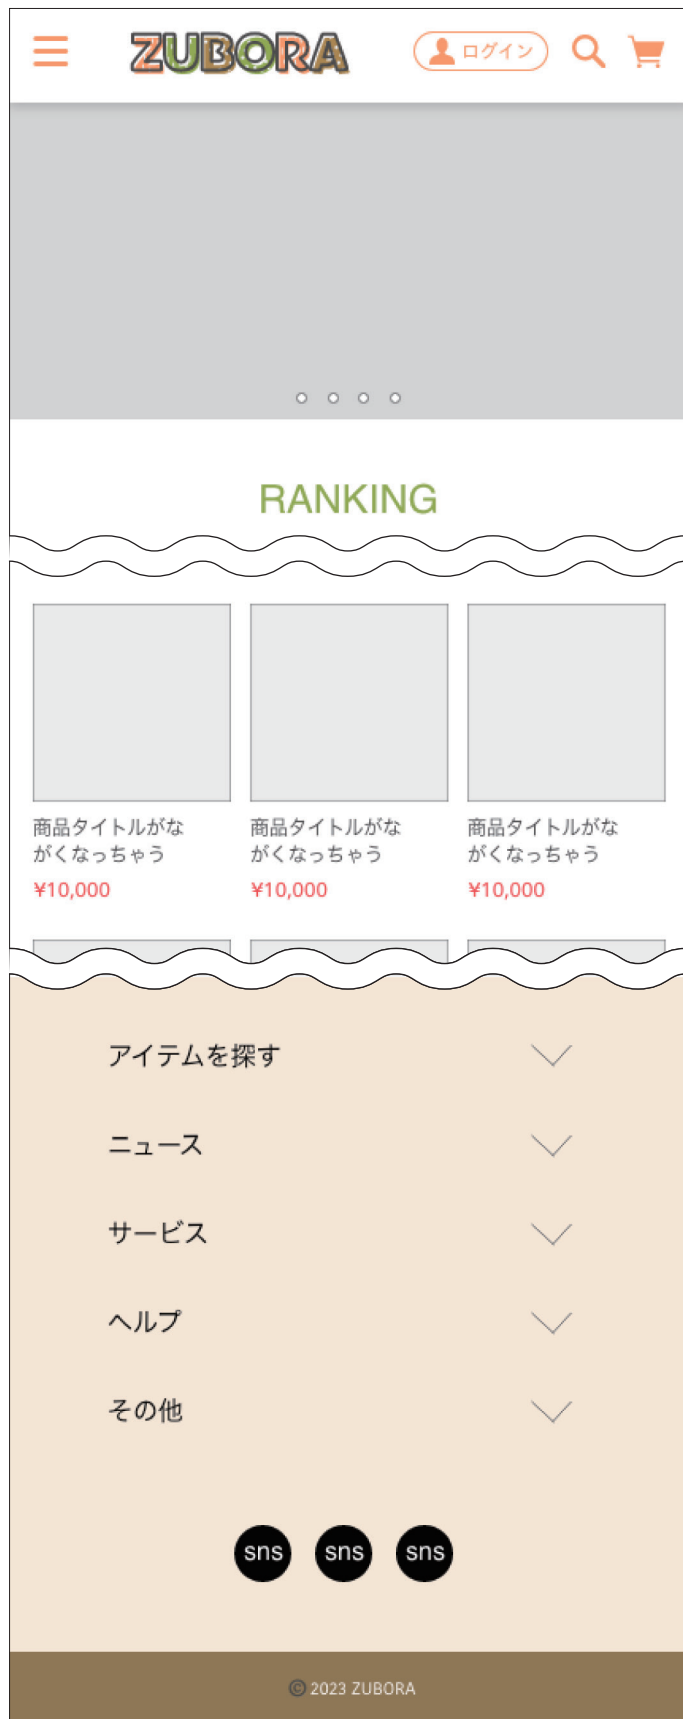 ZUBORA
ログイン
RANKING
商品タイトルがな
がくなっちゃう
¥10,000
商品タイトルがな
がくなっちゃう
¥10,000
商品タイトルがな
がくなっちゃう
¥10,000
アイテムを探す
ニュース
サービス
ヘルプ
その他
sns sns sns
© 2023 ZUBORA